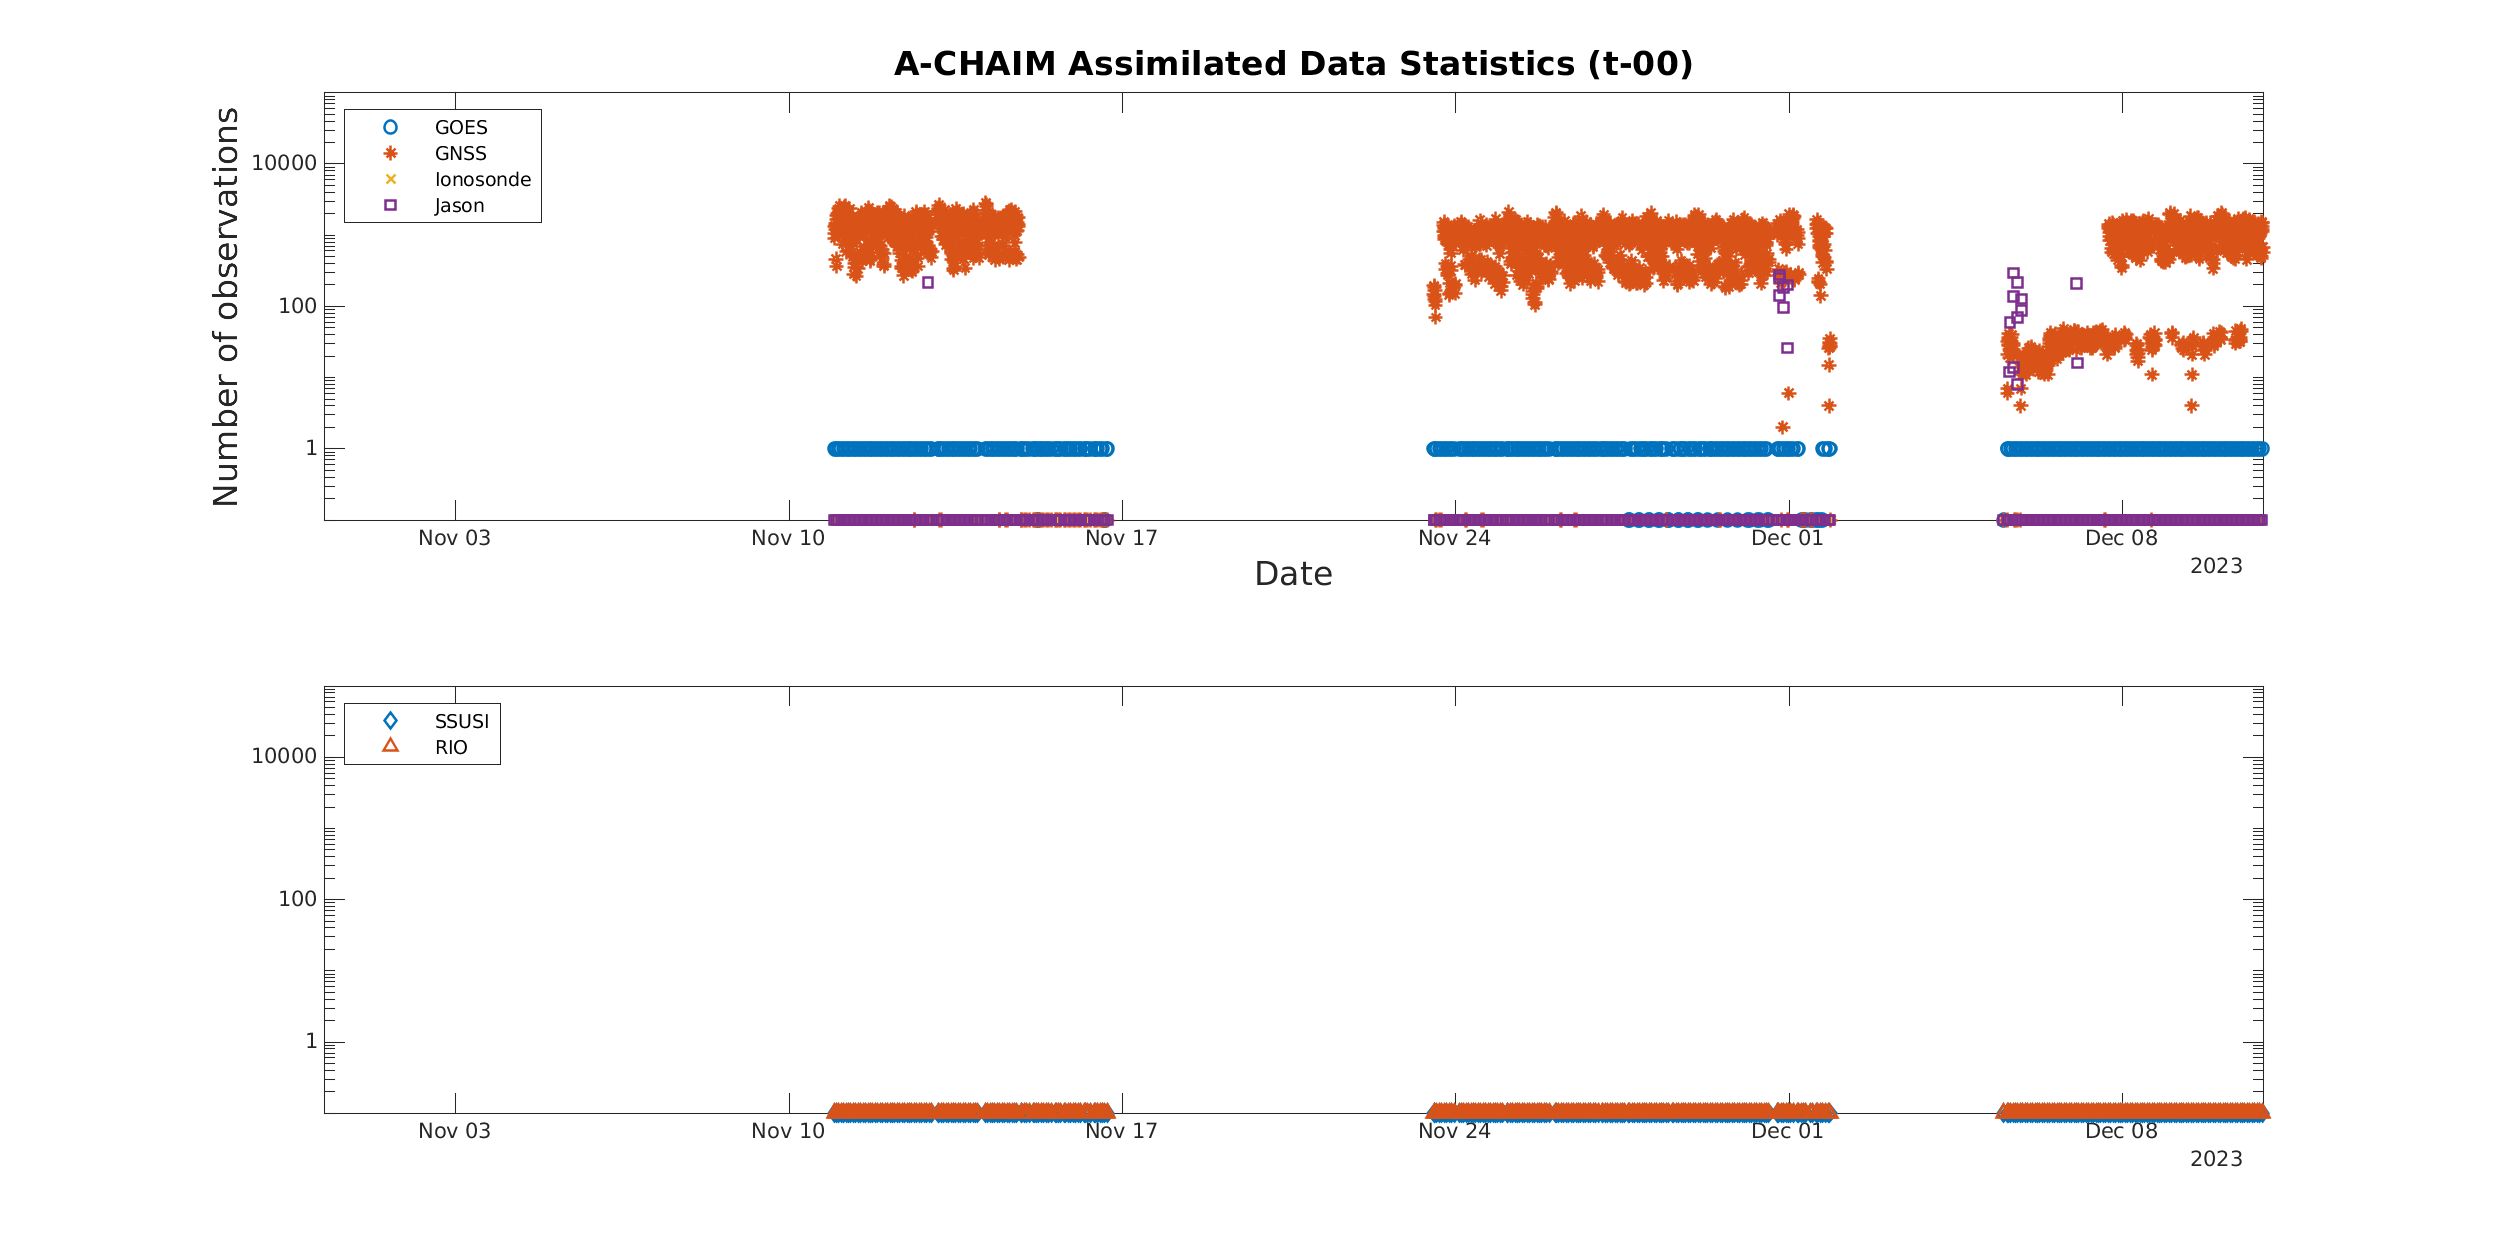 A-CHAIM Assimilated Data Statistics (t-00)
Number of observations
GOES
GNSS
Ionosonde
Jason
10000
100
1
Nov 03 Nov 10 Nov 17 Nov 24 Dec 01 Dec 08
2023
Date
SSUSI
RIO
10000
100
1
Nov 03 Nov 10 Nov 17 Nov 24 Dec 01 Dec 08
2023